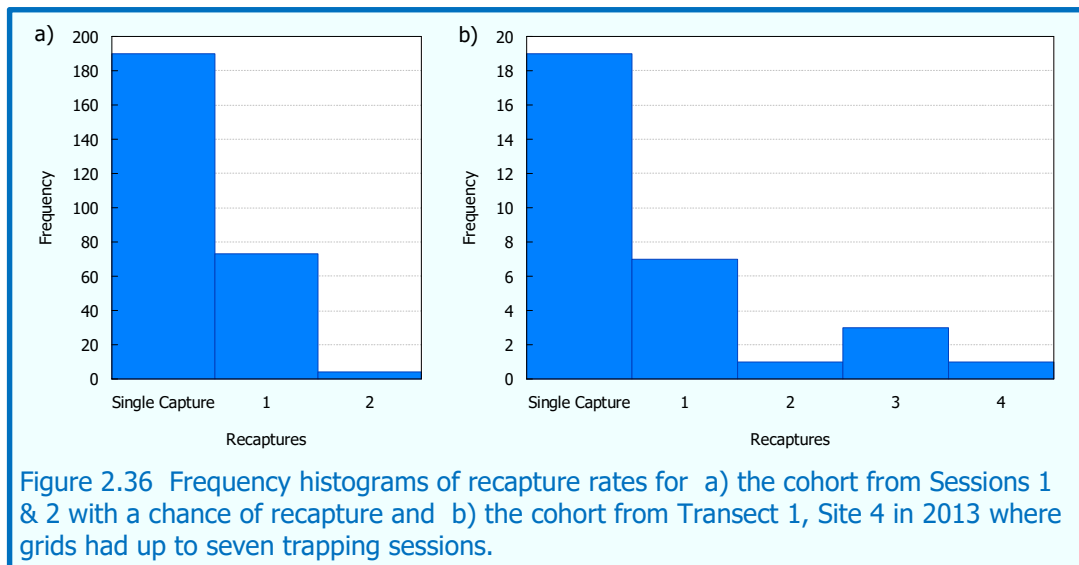 a)
200
180
160
140
120
100
80
60
40
20
0
Frequency
Single Capture 1 2
Recaptures
b)
20
18
16
14
12
10
8
6
4
2
0
Frequency
Single Capture 1 2 3 4
Recaptures
Figure 2.36 Frequency histograms of recapture rates for a) the cohort from Sessions 1
& 2 with a chance of recapture and b) the cohort from Transect 1, Site 4 in 2013 where
grids had up to seven trapping sessions.